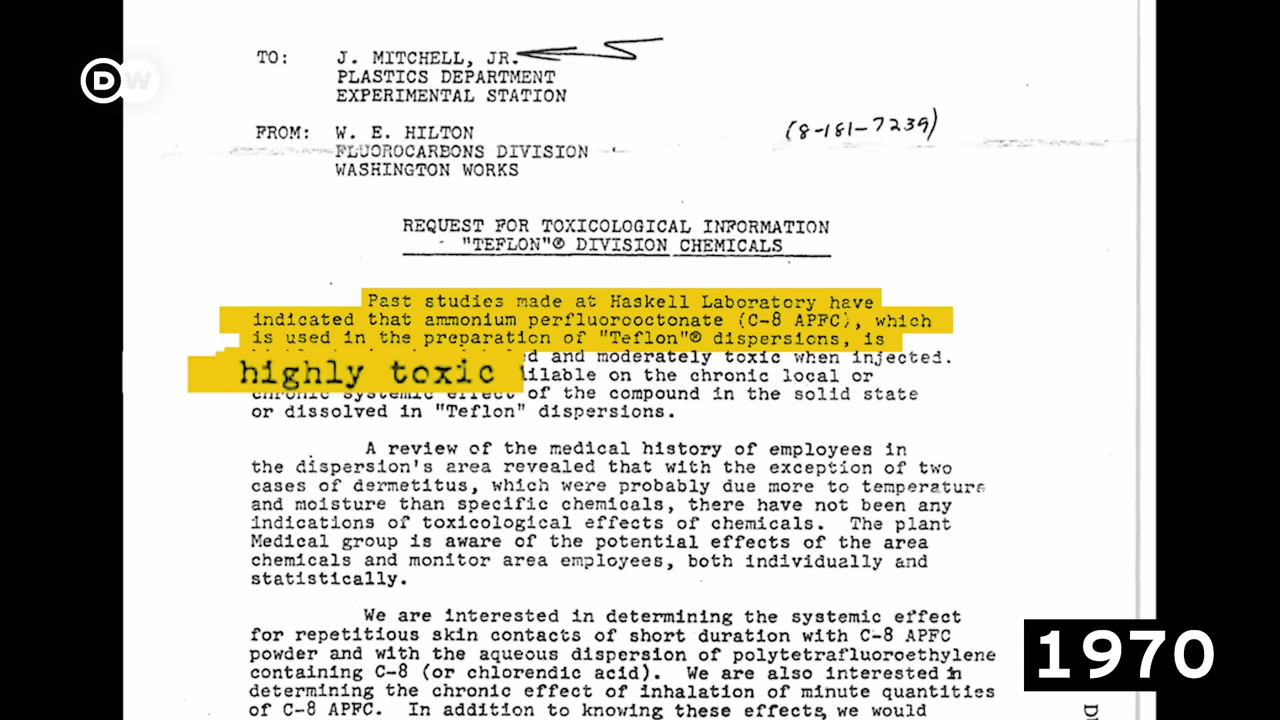 DW
TO: J. MITCHELL, JR.
PLASTICS DEPARTMENT
EXPERIMENTAL STATION
(8-181-7239)
FROM: W. E. HILTON
FLUOROCARBONS DIVISION
WASHINGTON WORKS
REQUEST FOR TOXICOLOGICAL INFORMATION
"TEFLON"® DIVISION CHEMICALS
Past studies made at Haskell Laboratory have
indicated that ammonium perfluorooctonate (C-8 APFC), which
is used in the preparation of "Teflon"® dispersions, is
and moderately toxic when injected.
highly toxic
on the chronic local or
chronic systemic effect of the compound in the solid state
or dissolved in "Teflon" dispersions.
A review of the medical history of employees in
the dispersion's area revealed that with the exception of two
cases of dermetitus, which were probably due more to temperature
and moisture than specific chemicals, there have not been any
indications of toxicological effects of chemicals. The plant
Medical group is aware of the potential effects of the area
chemicals and monitor area employees, both individually and
statistically.
We are interested in determining the systemic effect
for repetitious skin contacts of short duration with C-8 APFC
powder and with the aqueous dispersion of polytetrafluoroethylene
containing C-8 (or chlorendic acid). We are also interested in
determining the chronic effect of inhalation of minute quantities
of C-8 APFC. In addition to knowing these effects, we would
1970